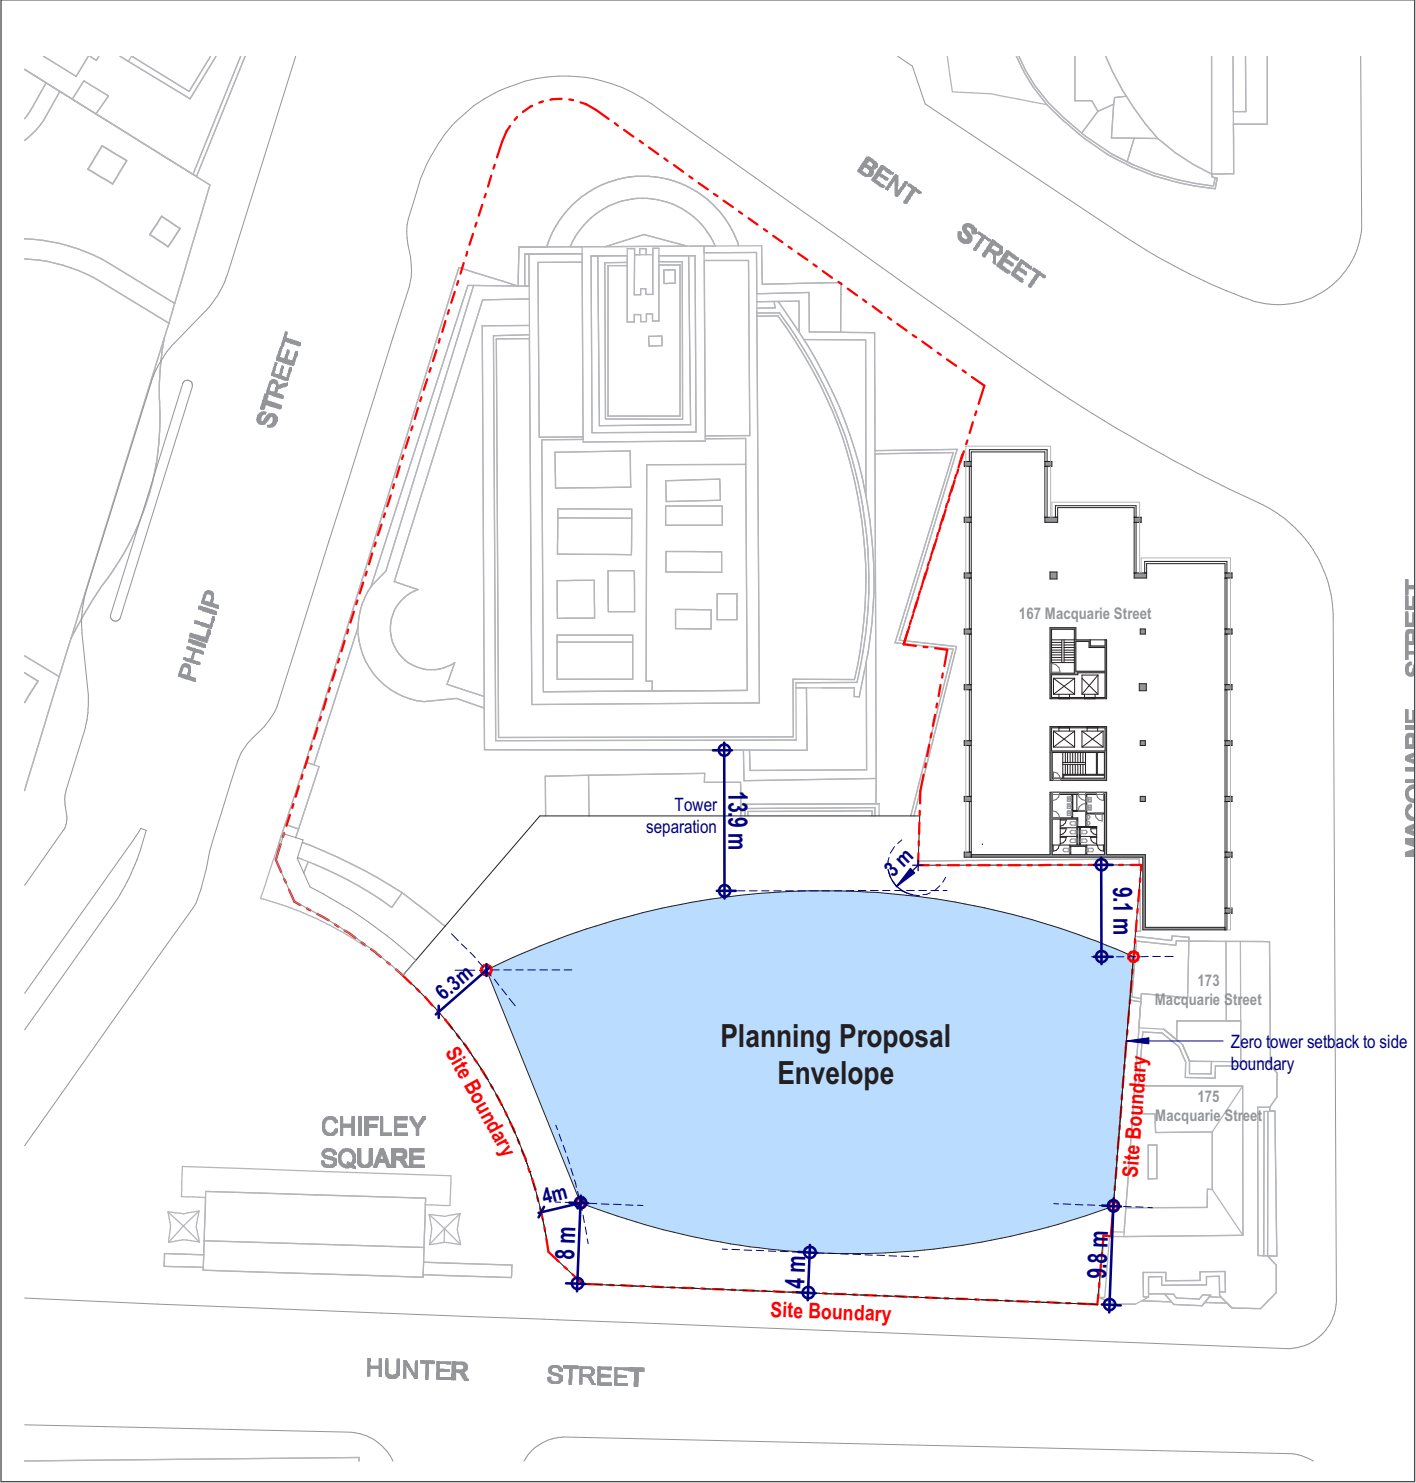 BENT
STREET
STREET
PHILLIP
167 Macquarie Street
MACQUARIE STREET
Tower
separation
13.9 m
3 m
9.1 m
6.3m
173
Macquarie Street
Planning Proposal
Envelope
Zero tower setback to side
boundary
Site Boundary
Site Boundary
175
Macquarie Street
CHIFLEY
SQUARE
4m
8 m
4 m
9.8 m
Site Boundary
HUNTER STREET